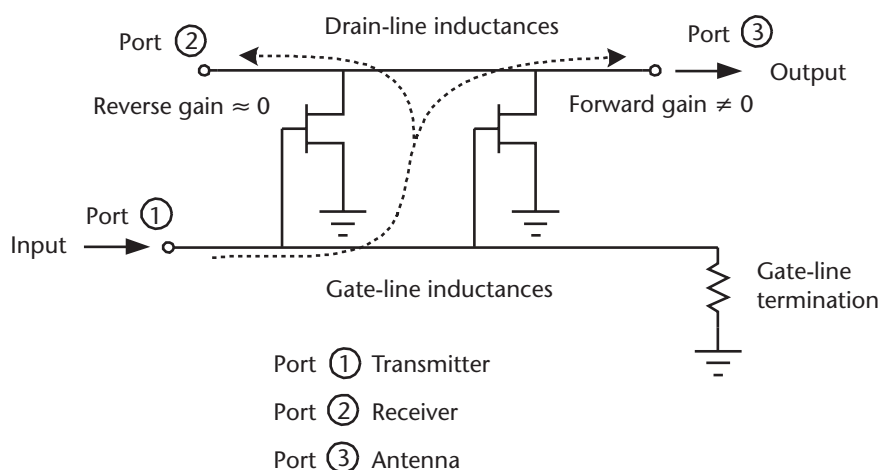 Drain-line inductances
Port 2
Port 3
Output
Reverse gain ≈ 0
Forward gain ≠ 0
Port 1
Input
Gate-line inductances
Gate-line
termination
Port 1 Transmitter
Port 2 Receiver
Port 3 Antenna